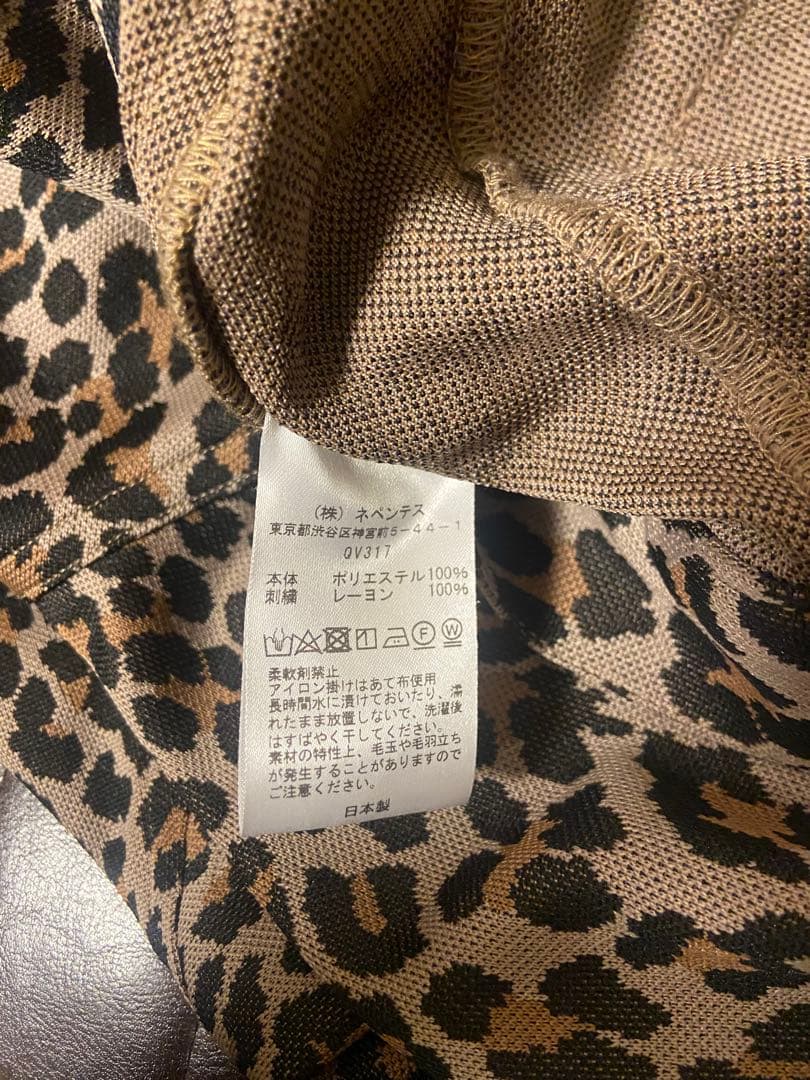 （株）ネペンテス
東京都渋谷区神宮前5-44-1
QV317
本体 ポリエステル100%
刺繍 レーヨン 100%
F W
柔軟剤禁止
アイロン掛けはあて布使用
長時間水に漬けておいたり、濡
れたまま放置しないで、洗濯後
はすばやく干してください。
素材の特性上、毛玉や毛羽立ち
が発生することがありますので
ご注意ください。
日本製